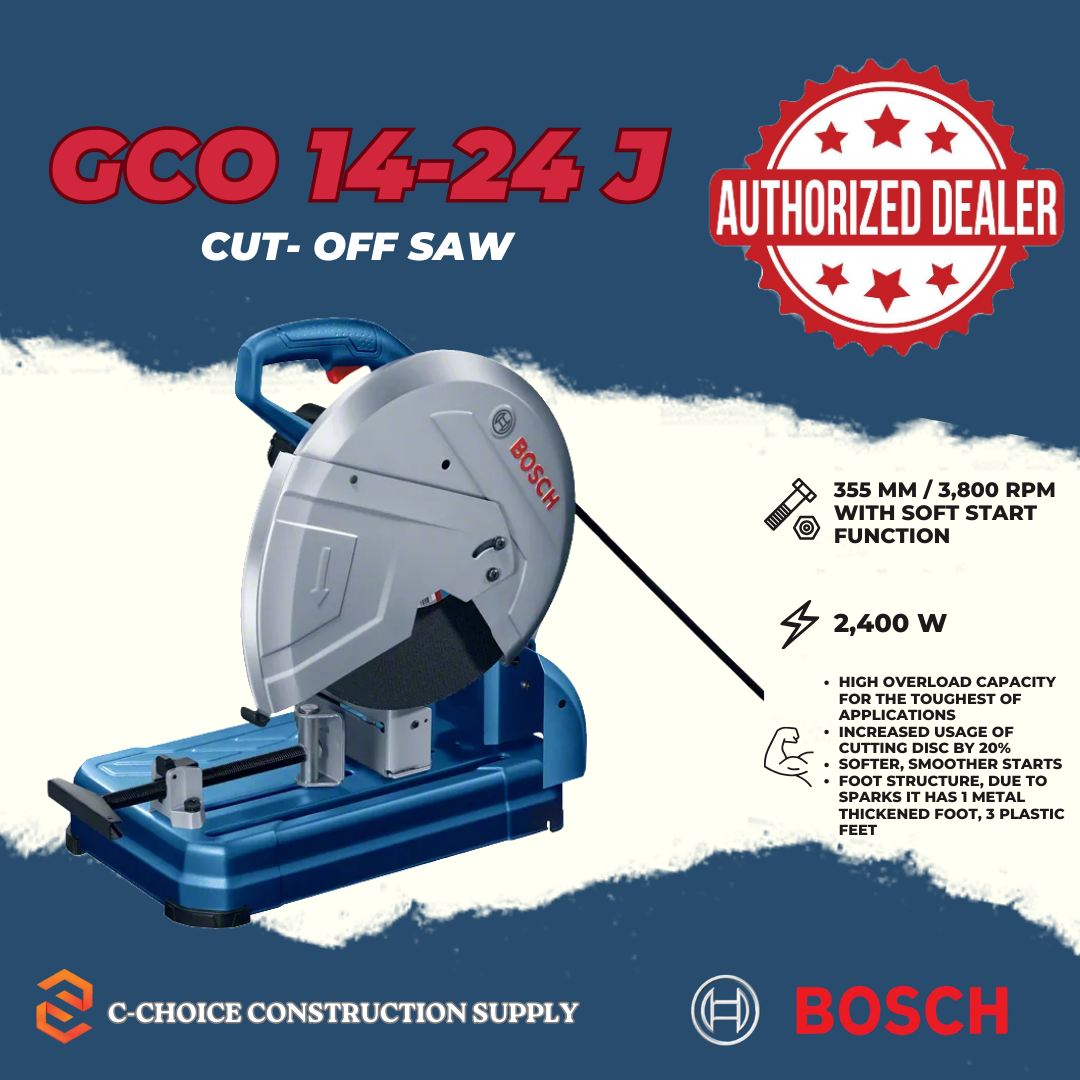 GCO 14-24 J
CUT- OFF SAW
AUTHORIZED DEALER
BOSCH
355 MM / 3,800 RPM
WITH SOFT START
FUNCTION
2,400 W
• HIGH OVERLOAD CAPACITY
FOR THE TOUGHEST OF
APPLICATIONS
• INCREASED USAGE OF
CUTTING DISC BY 20%
• SOFTER, SMOOTHER STARTS
• FOOT STRUCTURE, DUE TO
SPARKS IT HAS 1 METAL
THICKENED FOOT, 3 PLASTIC
FEET
C-CHOICE CONSTRUCTION SUPPLY
BOSCH